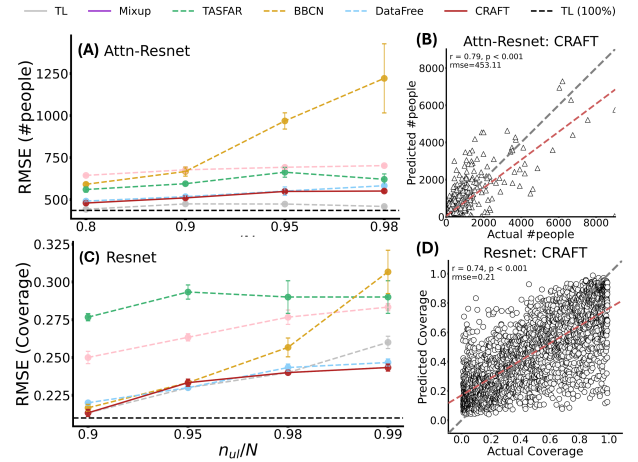 TL Mixup TASFAR BBCN DataFree CRAFT TL (100%)
(A) Attn-Resnet
RMSE (#people)
1250
1000
750
500
0.8 0.9 0.95 0.98
(B) Attn-Resnet: CRAFT
r = 0.79, p < 0.001
rmse=453.11
Predicted #people
8000
6000
4000
2000
0
0 2000 4000 6000 8000
Actual #people
(C) Resnet
RMSE (Coverage)
0.325
0.300
0.275
0.250
0.225
0.9 0.95 0.98 0.99
n_ul/N
(D) Resnet: CRAFT
r = 0.74, p < 0.001
rmse=0.21
Predicted Coverage
1.0
0.8
0.6
0.4
0.2
0.0
0.0 0.2 0.4 0.6 0.8 1.0
Actual Coverage